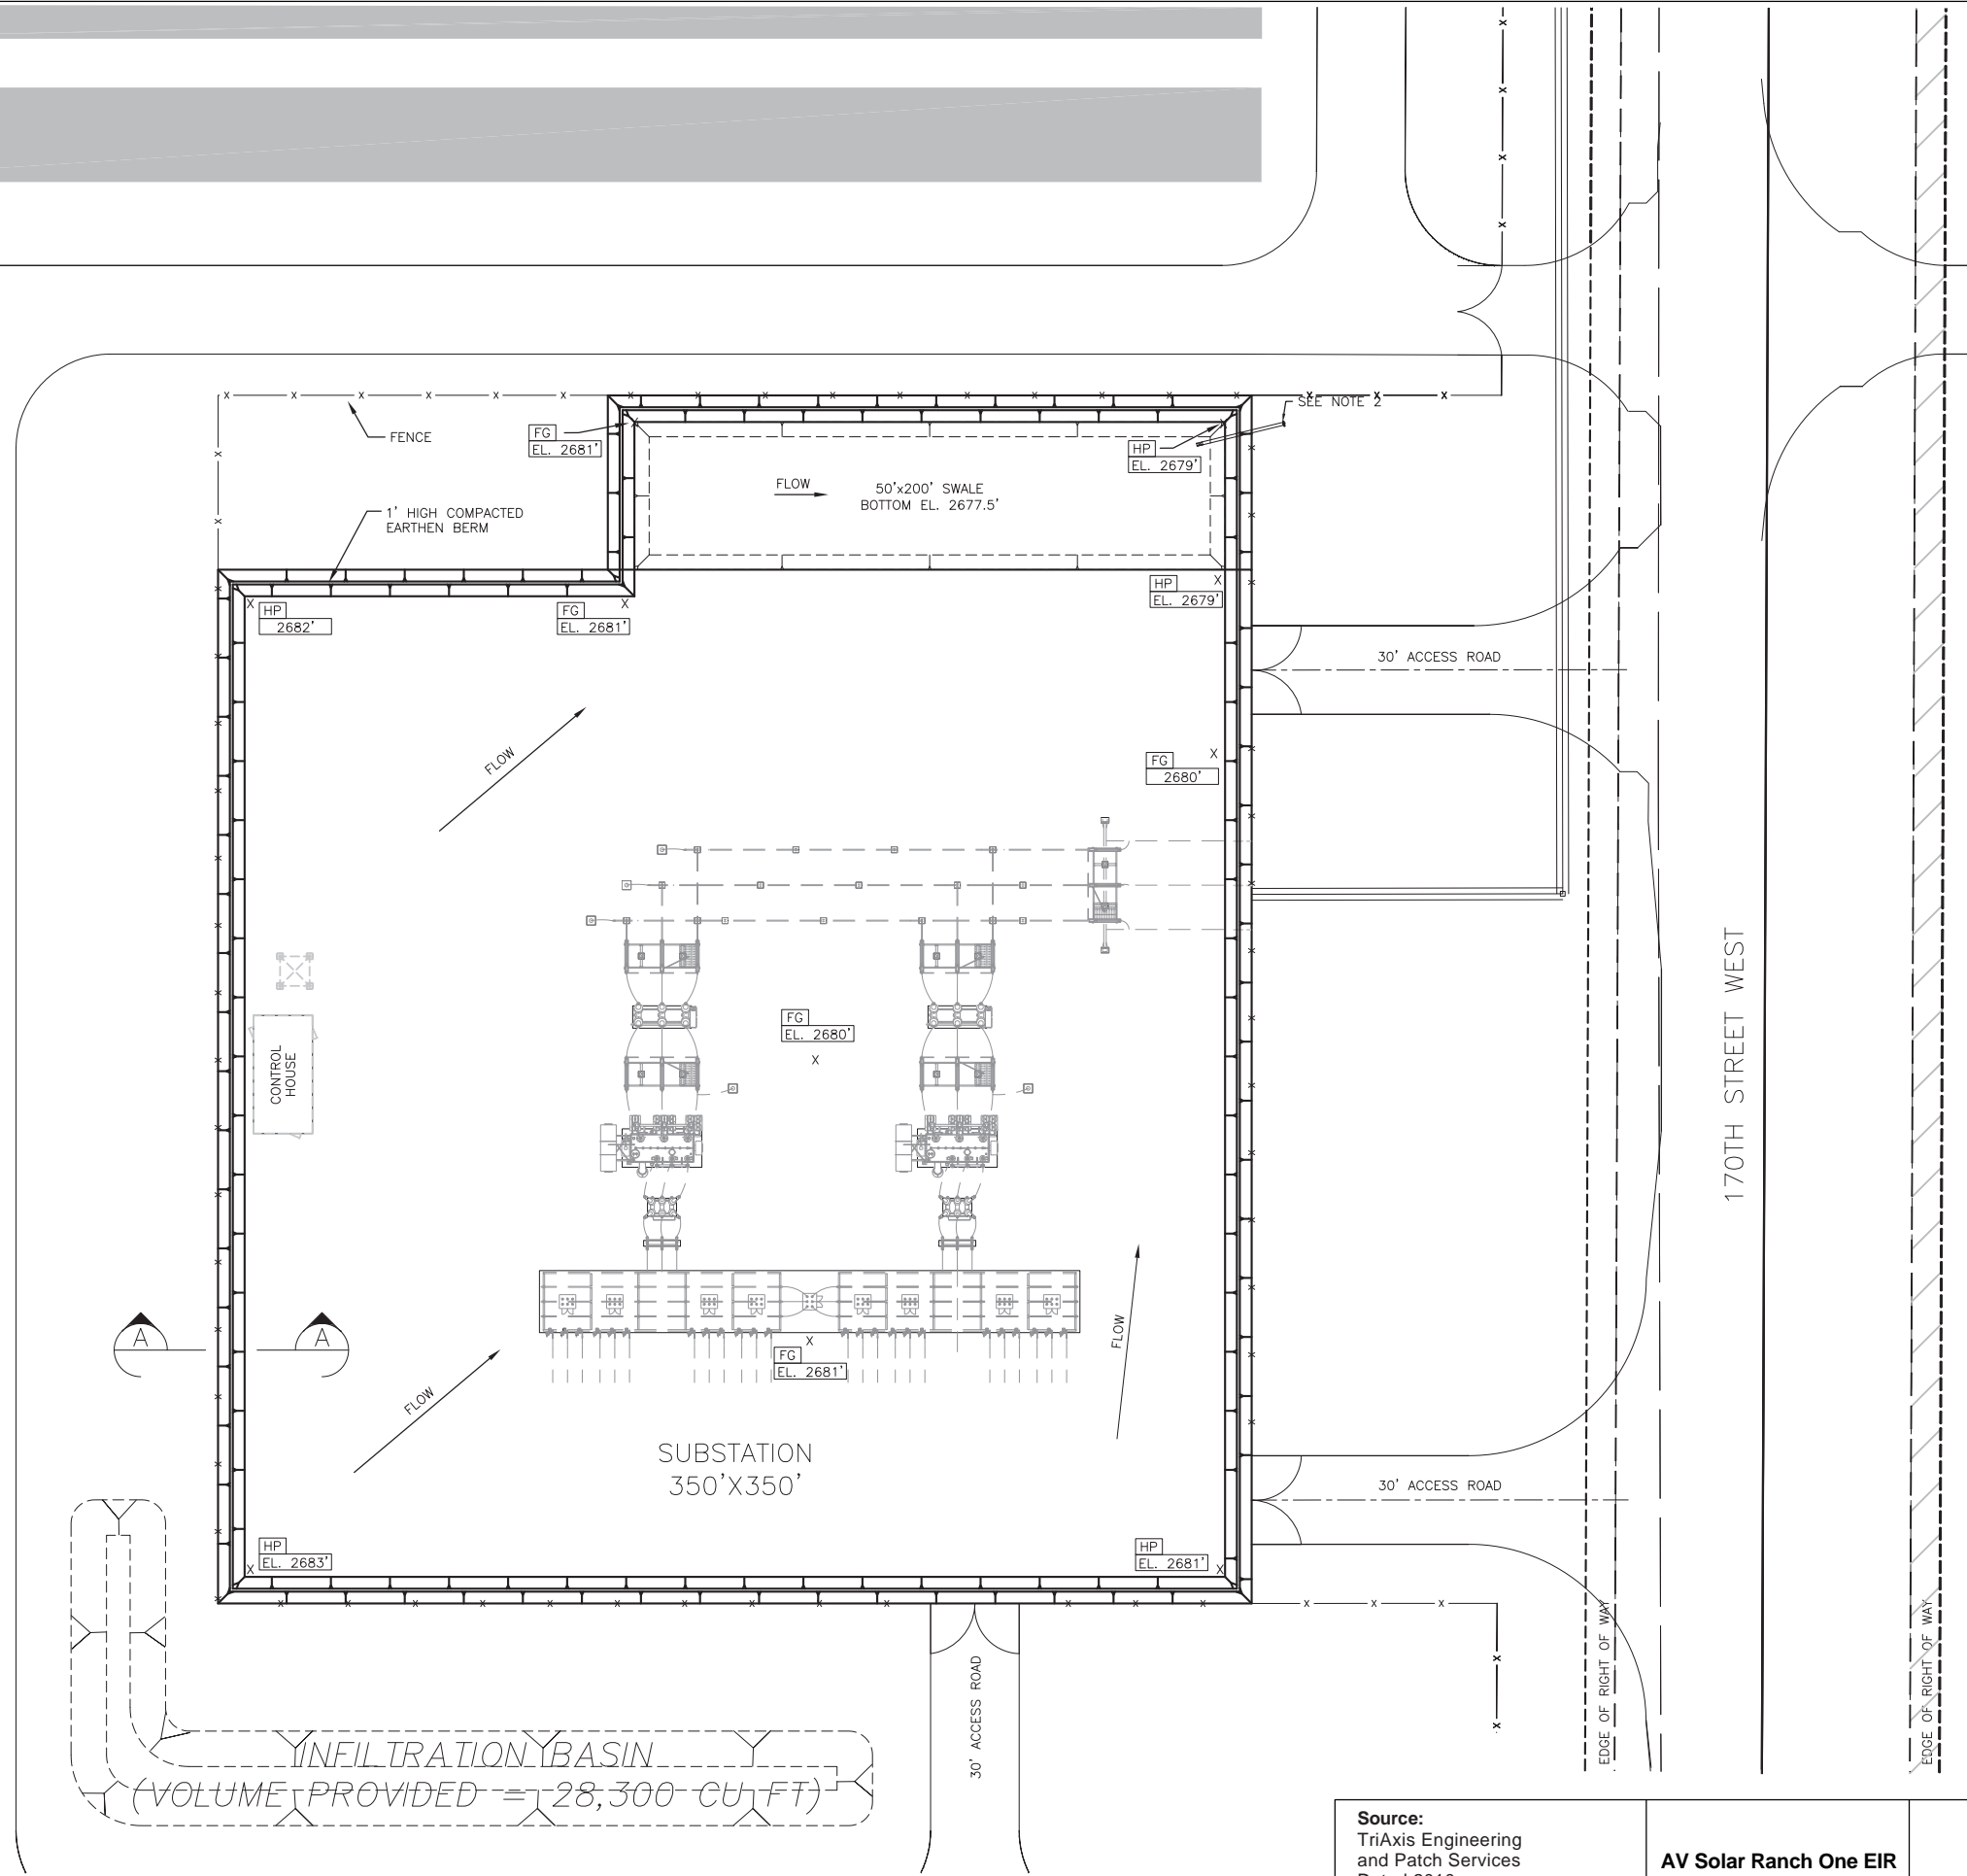 SEE NOTE 2
FENCE
FG
EL. 2681'
HP
EL. 2679'
FLOW
50'x200' SWALE
BOTTOM EL. 2677.5'
1' HIGH COMPACTED
EARTHEN BERM
HP
2682'
FG
EL. 2681'
HP
EL. 2679'
30' ACCESS ROAD
FLOW
FG
2680'
170TH STREET WEST
FG
EL. 2680'
CONTROL
HOUSE
A
A
FLOW
FG
EL. 2681'
FLOW
SUBSTATION
350'X350'
30' ACCESS ROAD
HP
EL. 2683'
HP
EL. 2681'
EDGE OF RIGHT OF WAY
EDGE OF RIGHT OF WAY
30' ACCESS ROAD
INFILTRATION BASIN
(VOLUME PROVIDED = 28,300 CU FT)
Source:
TriAxis Engineering
and Patch Services
AV Solar Ranch One EIR